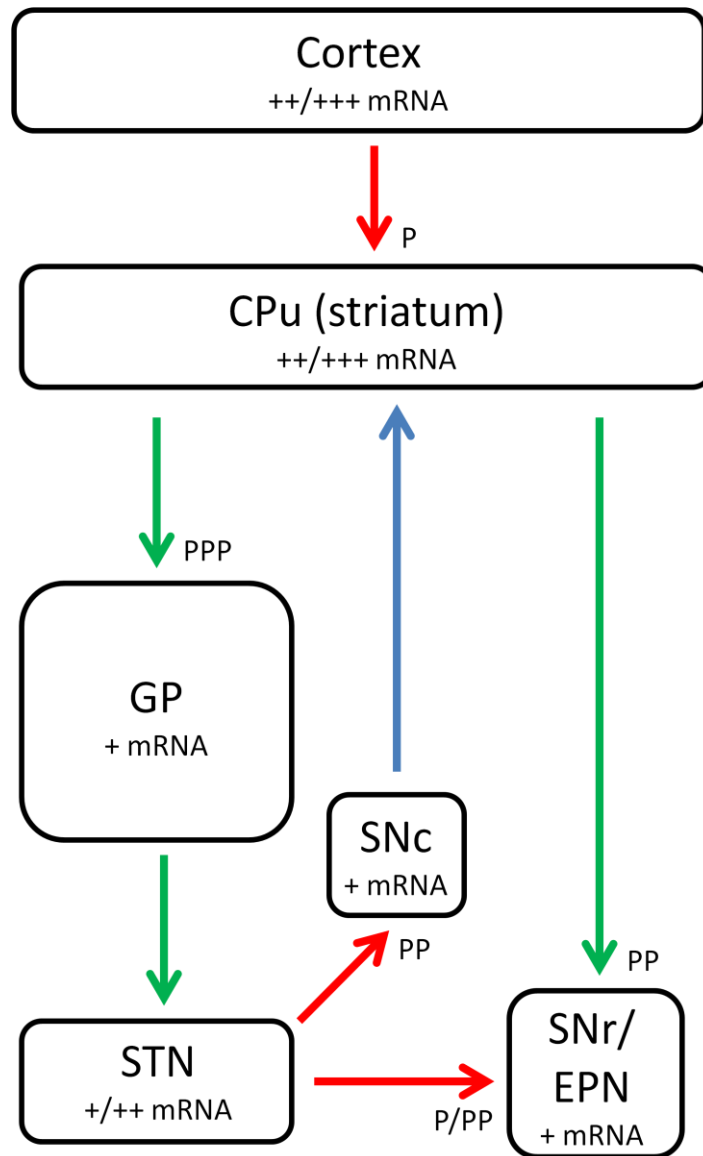 Cortex
++/+++ mRNA
P
CPu (striatum)
++/+++ mRNA
PPP
GP
+ mRNA
SNc
+ mRNA
PP
PP
STN
+/++ mRNA
P/PP
SNr/
EPN
+ mRNA